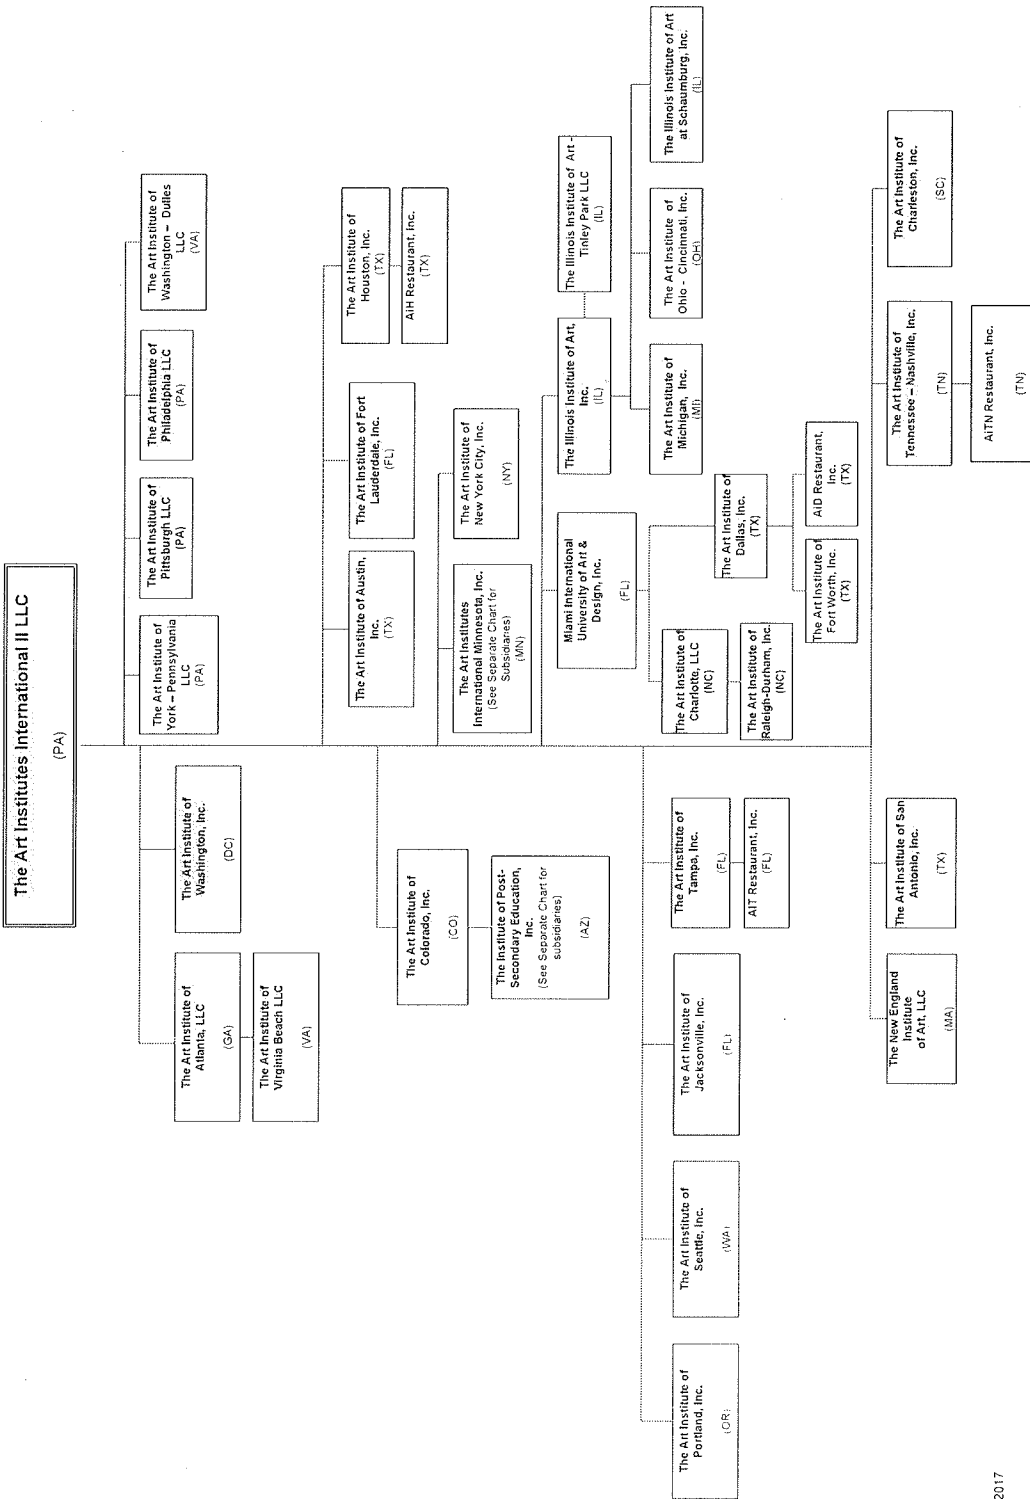 The Art Institutes International II LLC
(PA)
The Art Institute of
Atlanta, LLC
(GA)
The Art Institute of
Virginia Beach LLC
(VA)
The Art Institute of
Washington, Inc.
(DC)
The Art Institute of
York – Pennsylvania
LLC
(PA)
The Art Institute of
Pittsburgh LLC
(PA)
The Art Institute of
Philadelphia LLC
(PA)
The Art Institute of
Washington – Dulles
LLC
(VA)
The Art Institute of
Colorado, Inc.
(CO)
The Institute of Post-
Secondary Education,
Inc.
(See Separate Chart for
subsidiaries)
(AZ)
The Art Institute of Austin,
Inc.
(TX)
The Art Institute of Fort
Lauderdale, Inc.
(FL)
The Art Institute of
Houston, Inc.
(TX)
AiH Restaurant, Inc.
(TX)
The Art Institutes
International Minnesota, Inc.
(See Separate Chart for
Subsidiaries)
(MN)
The Art Institute of
New York City, Inc.
(NY)
Miami International
University of Art &
Design, Inc.
(FL)
The Illinois Institute of Art,
Inc.
(IL)
The Illinois Institute of Art -
Tinley Park LLC
(IL)
The Art Institute of
Michigan, Inc.
(MI)
The Art Institute of
Ohio - Cincinnati, Inc.
(OH)
The Illinois Institute of Art
at Schaumburg, Inc.
(IL)
The Art Institute of
Charlotte, LLC
(NC)
The Art Institute of
Raleigh-Durham, Inc.
(NC)
The Art Institute of
Dallas, Inc.
(TX)
The Art Institute of
Fort Worth, Inc.
(TX)
AiD Restaurant,
Inc.
(TX)
The Art Institute of
Portland, Inc.
(OR)
The Art Institute of
Seattle, Inc.
(WA)
The Art Institute of
Jacksonville, Inc.
(FL)
The Art Institute of
Tampa, Inc.
(FL)
AIT Restaurant, Inc.
(FL)
The New England
Institute
of Art, LLC
(MA)
The Art Institute of San
Antonio, Inc.
(TX)
The Art Institute of
Tennessee – Nashville, Inc.
(TN)
AiTN Restaurant, Inc.
(TN)
The Art Institute of
Charleston, Inc.
(SC)
2017